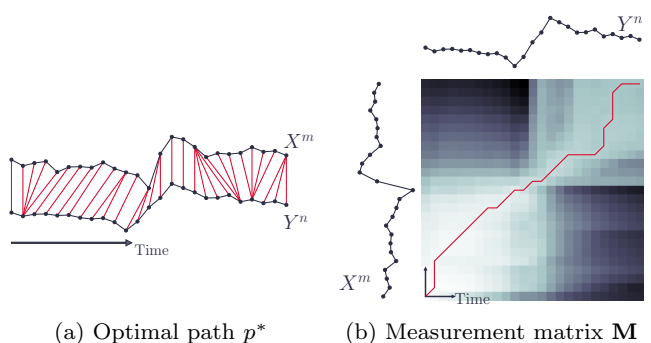 Y^n
X^m
Y^n
Time
X^m
Time
(a) Optimal path p*
(b) Measurement matrix M